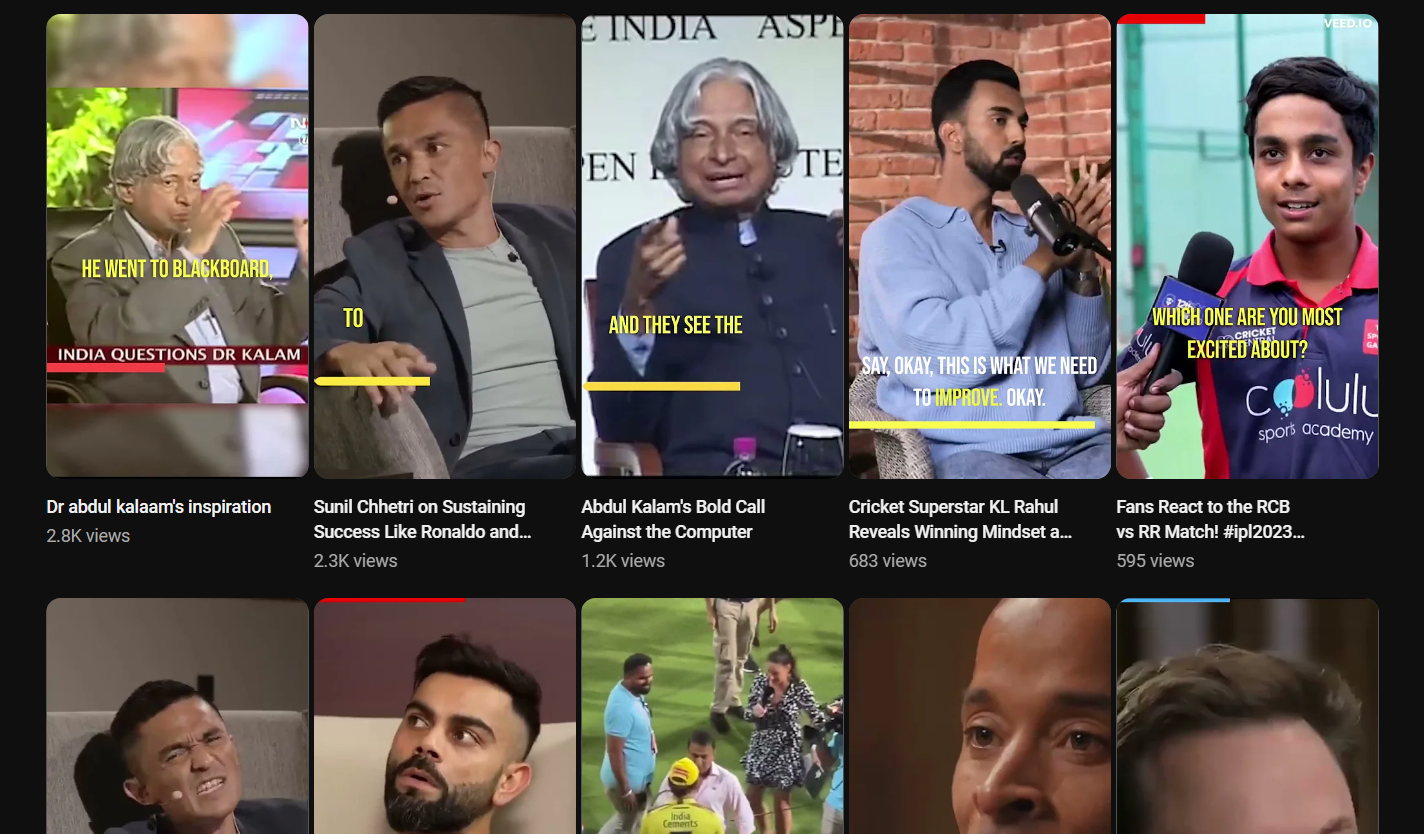 HE WENT TO BLACKBOARD,
INDIA QUESTIONS DR KALAM
TO
E INDIA ASPE
PEN
UTE
AND THEY SEE THE
SAY, OKAY, THIS IS WHAT WE NEED
TO IMPROVE. OKAY.
VEED.IO
WHICH ONE ARE YOU MOST
EXCITED ABOUT?
CRICKET
coolulu
sports academy
Dr abdul kalaam's inspiration
2.8K views
Sunil Chhetri on Sustaining
Success Like Ronaldo and...
2.3K views
Abdul Kalam's Bold Call
Against the Computer
1.2K views
Cricket Superstar KL Rahul
Reveals Winning Mindset a...
683 views
Fans React to the RCB
vs RR Match! #ipl2023...
595 views
India
Cements